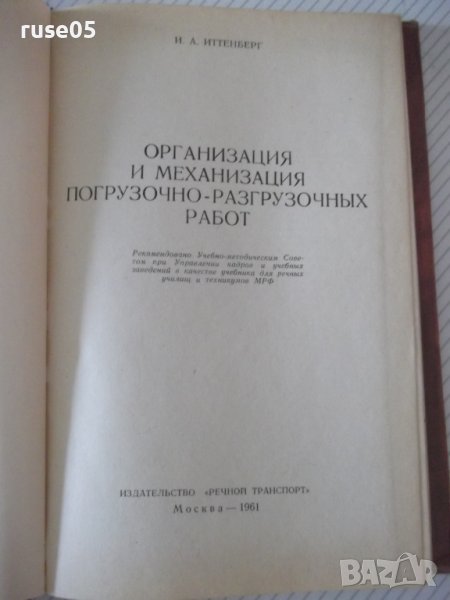 ruse05
И. А. ИТТЕНБЕРГ
ОРГАНИЗАЦИЯ
И МЕХАНИЗАЦИЯ
ПОГРУЗОЧНО-РАЗГРУЗОЧНЫХ
РАБОТ
Рекомендовано Учебно-методическим Сове-
том при Управлении кадров и учебных
заведений в качестве учебника для речных
училищ и техникумов МРФ
ИЗДАТЕЛЬСТВО «РЕЧНОЙ ТРАНСПОРТ»
Москва — 1961
BAZAR